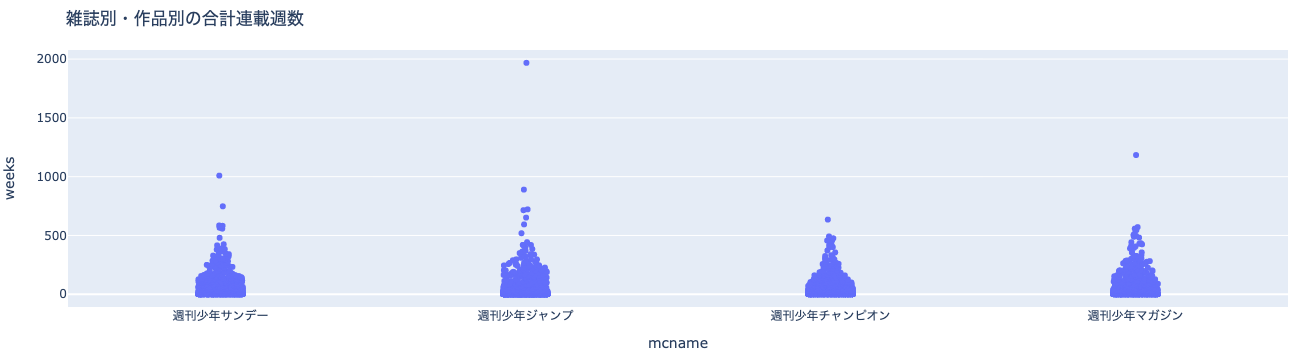 雑誌別・作品別の合計連載週数
2000
1500
1000
500
0
weeks
週刊少年サンデー
週刊少年ジャンプ
週刊少年チャンピオン
週刊少年マガジン
mcname